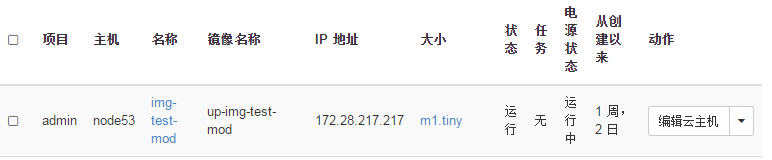 项目 主机 名称 镜像名称 IP 地址 大小 状态 任务 电源状态 从创建以来 动作
admin node53 img-test-mod up-img-test-mod 172.28.217.217 m1.tiny 运行 无 运行中 1 周，2 日 编辑云主机